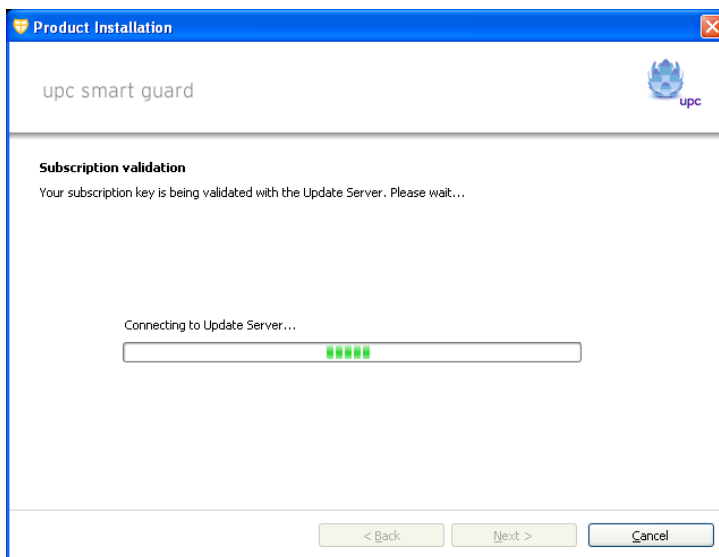 Product Installation
upc smart guard
upc
Subscription validation
Your subscription key is being validated with the Update Server. Please wait...
Connecting to Update Server...
< Back
Next >
Cancel